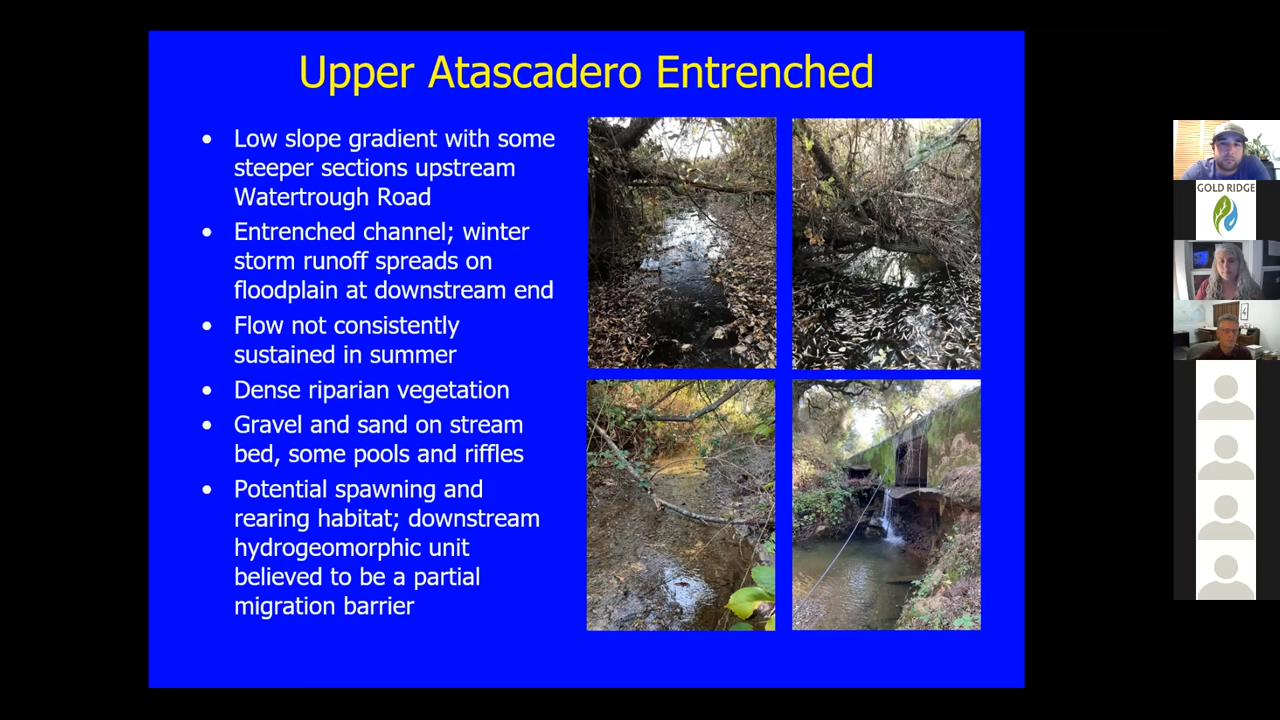 Upper Atascadero Entrenched
• Low slope gradient with some
steeper sections upstream
Watertrough Road
• Entrenched channel; winter
storm runoff spreads on
floodplain at downstream end
• Flow not consistently
sustained in summer
• Dense riparian vegetation
• Gravel and sand on stream
bed, some pools and riffles
• Potential spawning and
rearing habitat; downstream
hydrogeomorphic unit
believed to be a partial
migration barrier
GOLD RIDGE